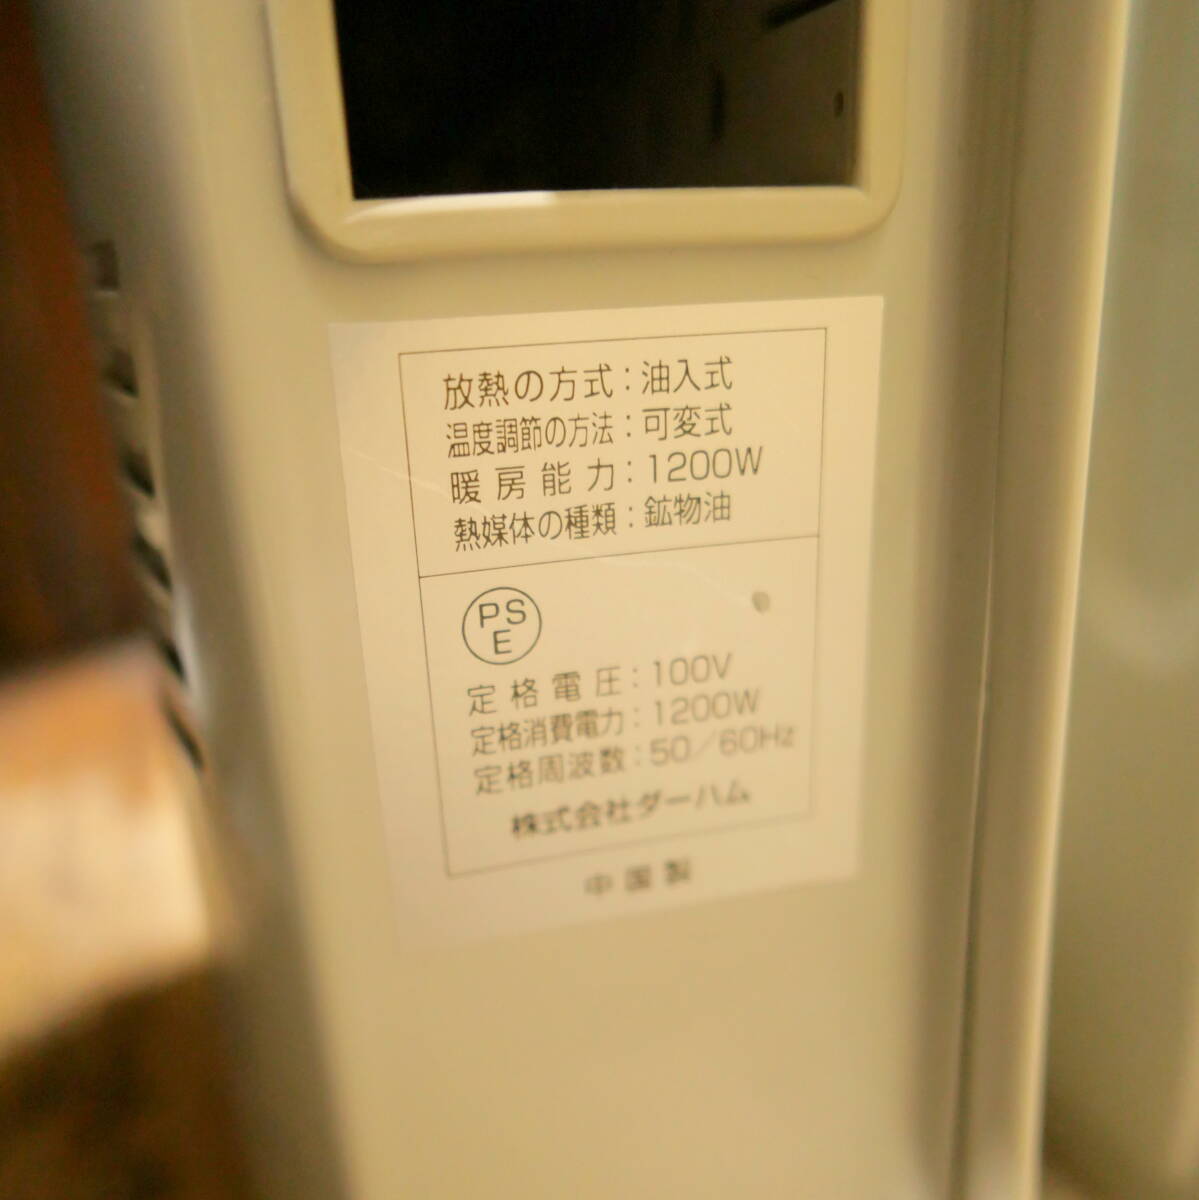 放熱の方式：油入式
温度調節の方法：可変式
暖房能力：1200W
熱媒体の種類：鉱物油
PS
E
定格電圧：100V
定格消費電力：1200W
定格周波数：50／60Hz
株式会社ダーハム
中国製